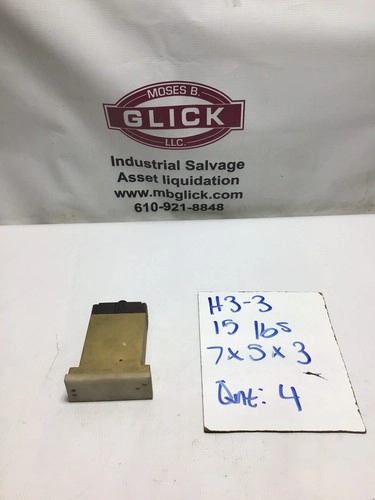 MOSES B.
GLICK
LLC.
Industrial Salvage
Asset liquidation
www.mbglick.com
610-921-8848
H3-3
15 lbs
7x5x3
Qnt: 4